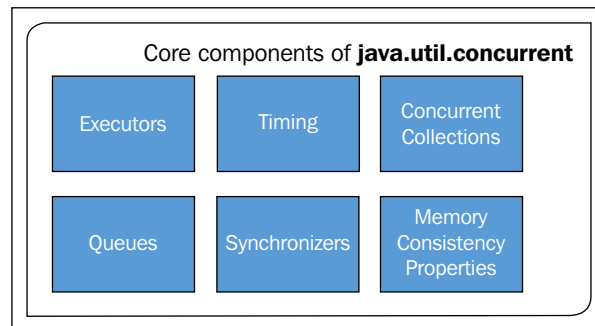 Core components of java.util.concurrent
Executors
Timing
Concurrent
Collections
Queues
Synchronizers
Memory
Consistency
Properties